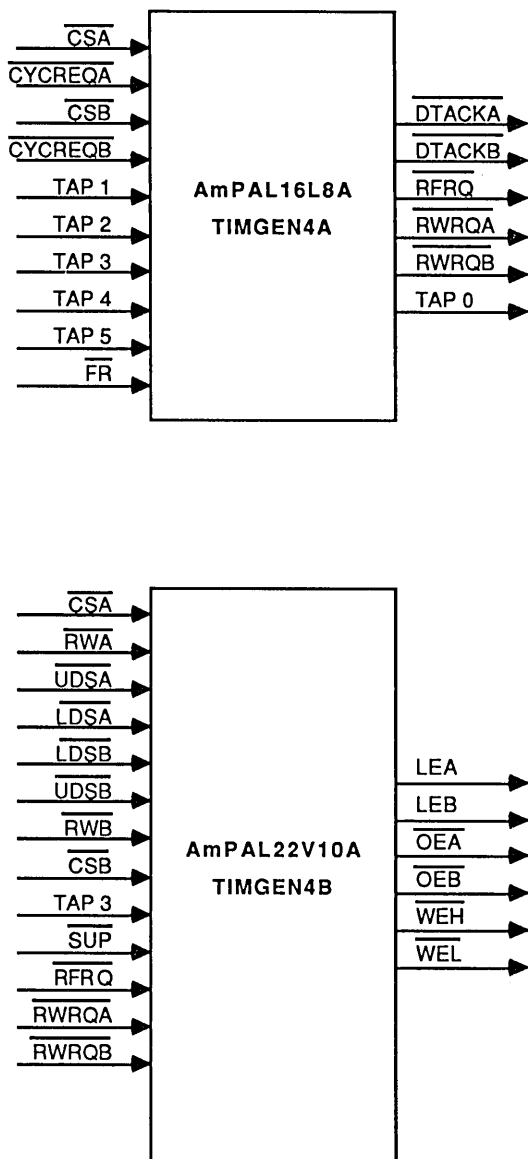 CSA
CYCREQA
CSB
CYCREQB
TAP 1
TAP 2
TAP 3
TAP 4
TAP 5
FR
AmPAL16L8A
TIMGEN4A
DTACKA
DTACKB
RFRQ
RWRQA
RWRQB
TAP 0
CSA
RWA
UDSA
LDSA
LDSB
UDSB
RWB
CSB
TAP 3
SUP
RFRQ
RWRQA
RWRQB
AmPAL22V10A
TIMGEN4B
LEA
LEB
OEA
OEB
WEH
WEL